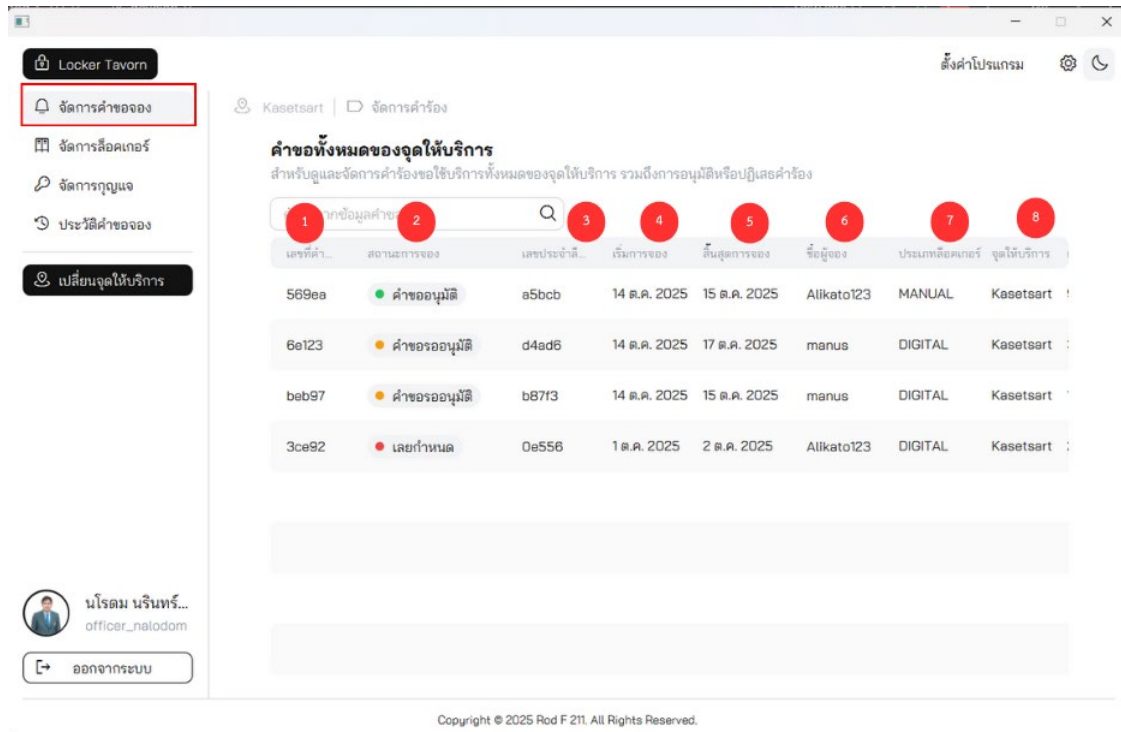 Locker Tavorn
ตั้งค่าโปรแกรม
จัดการคำขอจอง
จัดการล็อคเกอร์
จัดการกุญแจ
ประวัติคำขอจอง
เปลี่ยนจุดให้บริการ
Kasetsart จัดการคำร้อง
คำขอทั้งหมดของจุดให้บริการ
สำหรับดูและจัดการคำร้องขอใช้บริการทั้งหมดของจุดให้บริการ รวมถึงการอนุมัติหรือปฏิเสธคำร้อง
1 2 3 4 5 6 7 8
เลขที่คำ... สถานะการจอง เลขประจำล็... เริ่มการจอง สิ้นสุดการจอง ชื่อผู้จอง ประเภทล็อคเกอร์ จุดให้บริการ
569ea คำขออนุมัติ a5bcb 14 ต.ค. 2025 15 ต.ค. 2025 Alikato123 MANUAL Kasetsart
6e123 คำขอรออนุมัติ d4ad6 14 ต.ค. 2025 17 ต.ค. 2025 manus DIGITAL Kasetsart
beb97 คำขอรออนุมัติ b87f3 14 ต.ค. 2025 15 ต.ค. 2025 manus DIGITAL Kasetsart
3ce92 เลยกำหนด 0e556 1 ต.ค. 2025 2 ต.ค. 2025 Alikato123 DIGITAL Kasetsart
นโรดม นรินทร์...
officer_nalodom
ออกจากระบบ
Copyright © 2025 Rod F 211. All Rights Reserved.